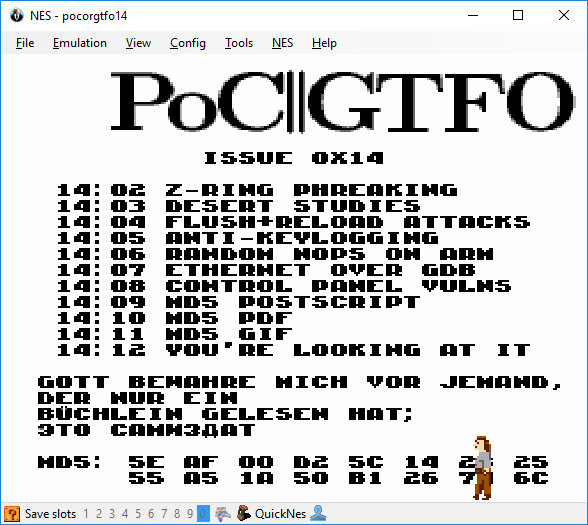 NES - pocorgtfo14
File Emulation View Config Tools NES Help
PoC||GTFO
ISSUE 0X14
14:02 Z-RING PHREAKING
14:03 DESERT STUDIES
14:04 FLUSH+RELOAD ATTACKS
14:05 ANTI-KEYLOGGING
14:06 RANDOM NOPS ON ARM
14:07 ETHERNET OVER GDB
14:08 CONTROL PANEL VULNS
14:09 MD5 POSTSCRIPT
14:10 MD5 PDF
14:11 MD5 GIF
14:12 YOU'RE LOOKING AT IT
GOTT BEWAHRE MICH VOR JEMAND,
DER NUR EIN
BÜCHLEIN GELESEN HAT;
ЭТО САМИЗДАТ
MD5: 5E AF 00 D2 5C 14 25
55 A5 1A 50 B1 26 6C
Save slots 1 2 3 4 5 6 7 8 9 0 QuickNes